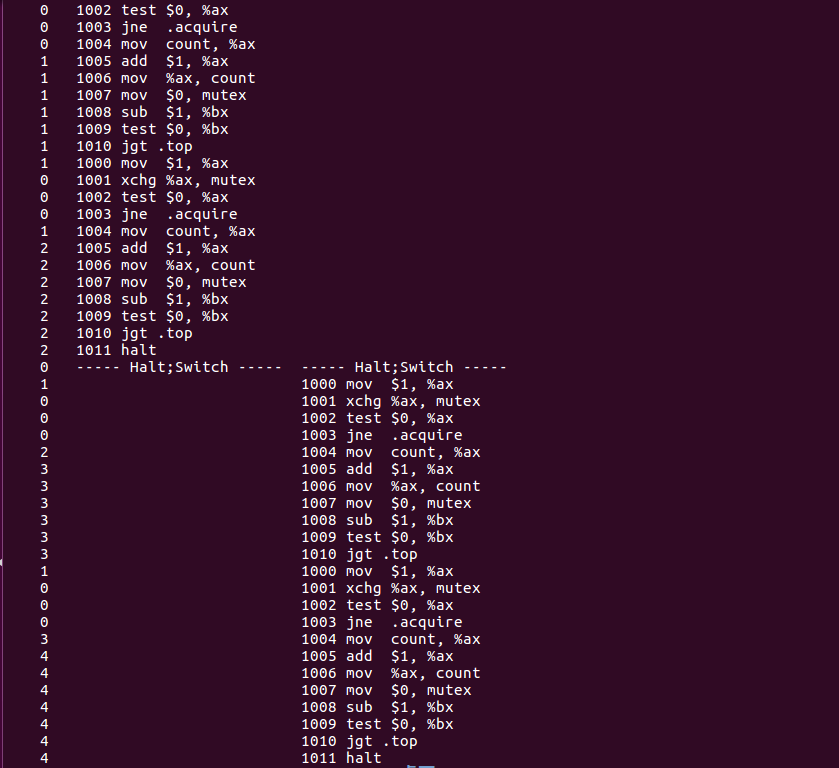 0   1002 test $0, %ax
0   1003 jne  .acquire
0   1004 mov  count, %ax
1   1005 add  $1, %ax
1   1006 mov  %ax, count
1   1007 mov  $0, mutex
1   1008 sub  $1, %bx
1   1009 test $0, %bx
1   1010 jgt .top
1   1000 mov  $1, %ax
0   1001 xchg %ax, mutex
0   1002 test $0, %ax
0   1003 jne  .acquire
1   1004 mov  count, %ax
2   1005 add  $1, %ax
2   1006 mov  %ax, count
2   1007 mov  $0, mutex
2   1008 sub  $1, %bx
2   1009 test $0, %bx
2   1010 jgt .top
2   1011 halt
0   ----- Halt;Switch -----  ----- Halt;Switch -----
1                                 1000 mov  $1, %ax
0                                 1001 xchg %ax, mutex
0                                 1002 test $0, %ax
0                                 1003 jne  .acquire
2                                 1004 mov  count, %ax
3                                 1005 add  $1, %ax
3                                 1006 mov  %ax, count
3                                 1007 mov  $0, mutex
3                                 1008 sub  $1, %bx
3                                 1009 test $0, %bx
3                                 1010 jgt .top
1                                 1000 mov  $1, %ax
0                                 1001 xchg %ax, mutex
0                                 1002 test $0, %ax
0                                 1003 jne  .acquire
3                                 1004 mov  count, %ax
4                                 1005 add  $1, %ax
4                                 1006 mov  %ax, count
4                                 1007 mov  $0, mutex
4                                 1008 sub  $1, %bx
4                                 1009 test $0, %bx
4                                 1010 jgt .top
4                                 1011 halt